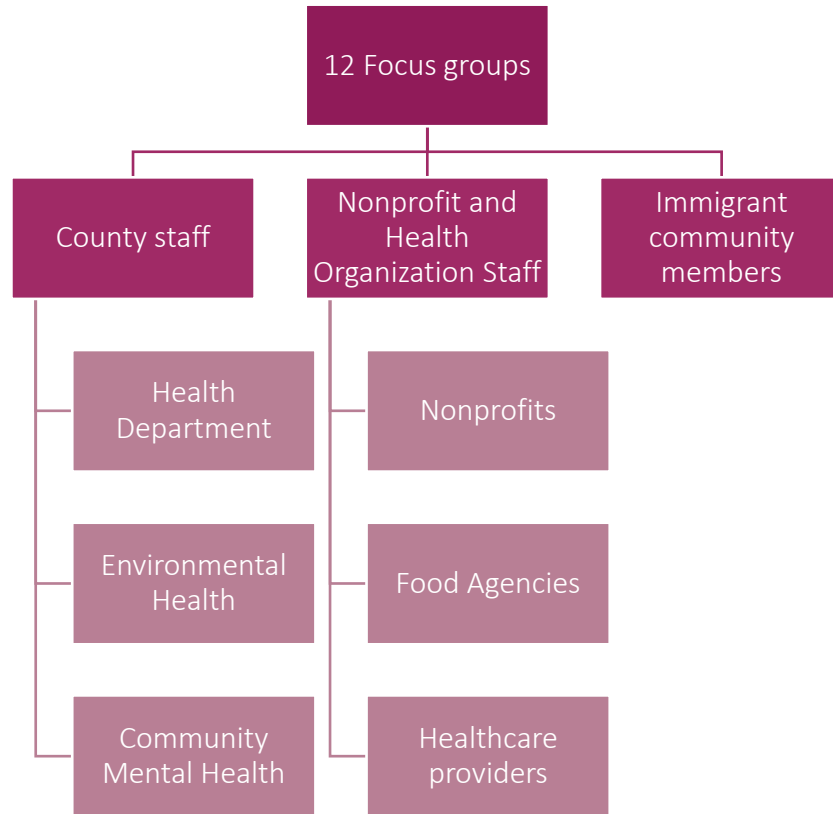 12 Focus groups
County staff
Nonprofit and
Health
Organization Staff
Immigrant
community
members
Health
Department
Environmental
Health
Community
Mental Health
Nonprofits
Food Agencies
Healthcare
providers